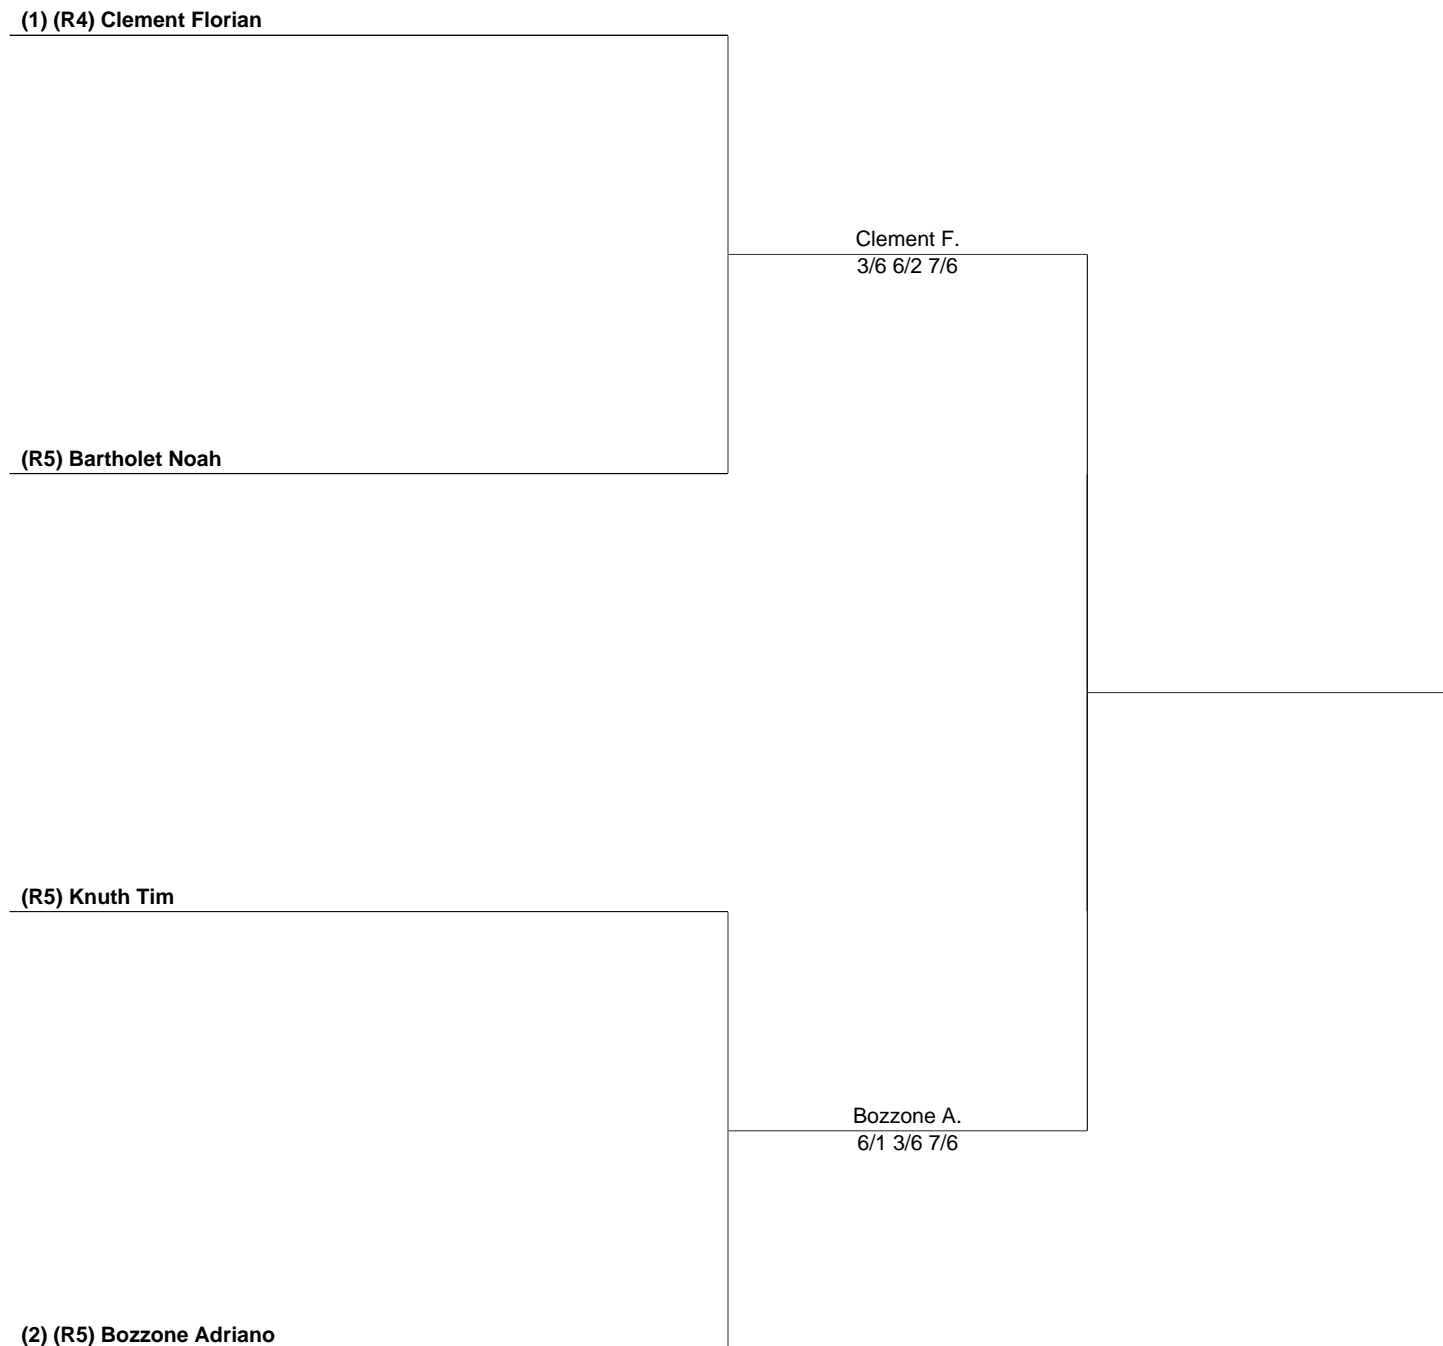 (1) (R4) Clement Florian
Clement F.
3/6 6/2 7/6
(R5) Bartholet Noah
(R5) Knuth Tim
Bozzone A.
6/1 3/6 7/6
(2) (R5) Bozzone Adriano